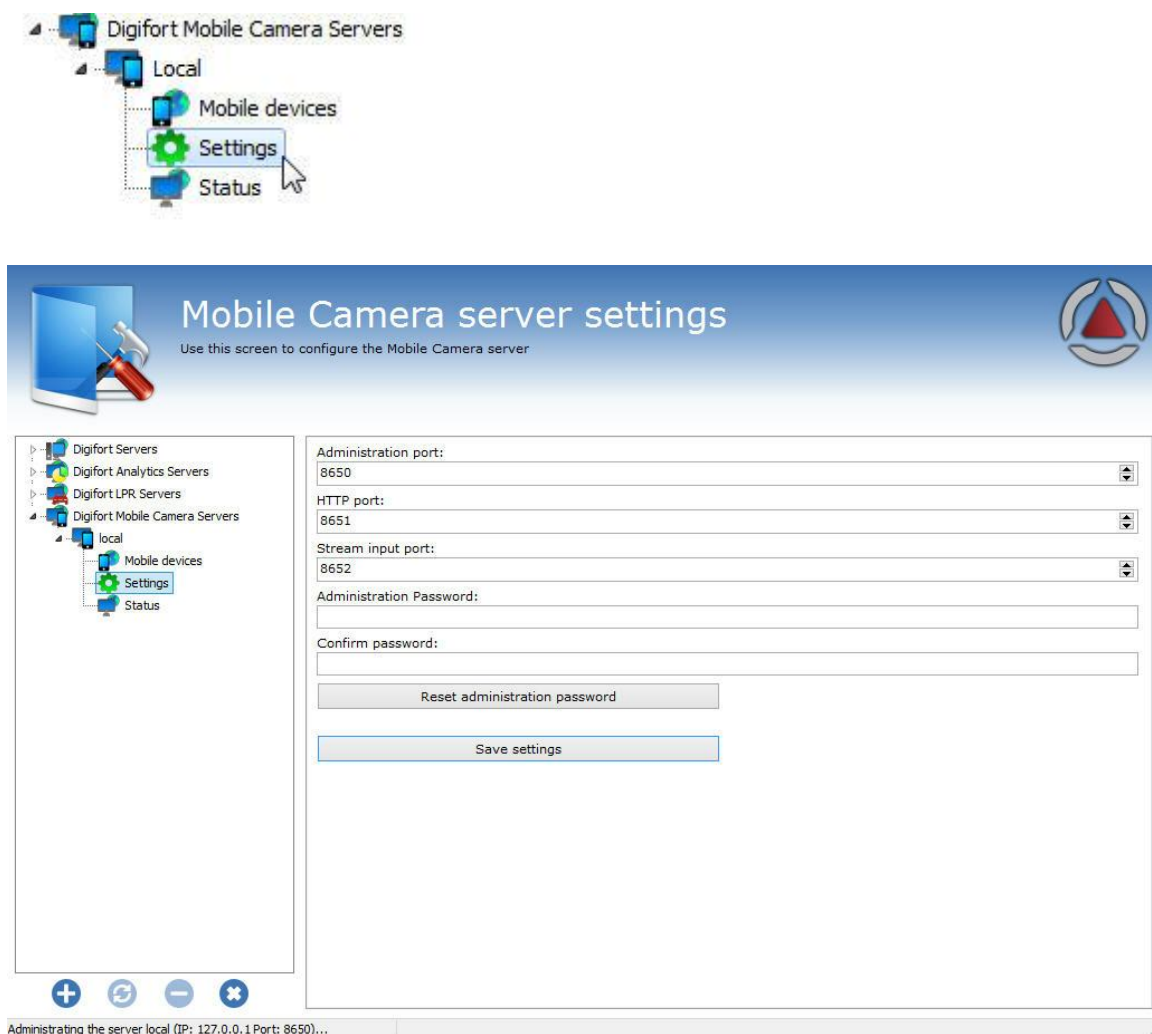 Digifort Mobile Camera Servers
Local
Mobile devices
Settings
Status
Mobile Camera server settings
Use this screen to configure the Mobile Camera server
Digifort Servers
Digifort Analytics Servers
Digifort LPR Servers
Digifort Mobile Camera Servers
local
Mobile devices
Settings
Status
Administration port:
8650
HTTP port:
8651
Stream input port:
8652
Administration Password:
Confirm password:
Reset administration password
Save settings
Administrating the server local (IP: 127.0.0.1 Port: 8650)...